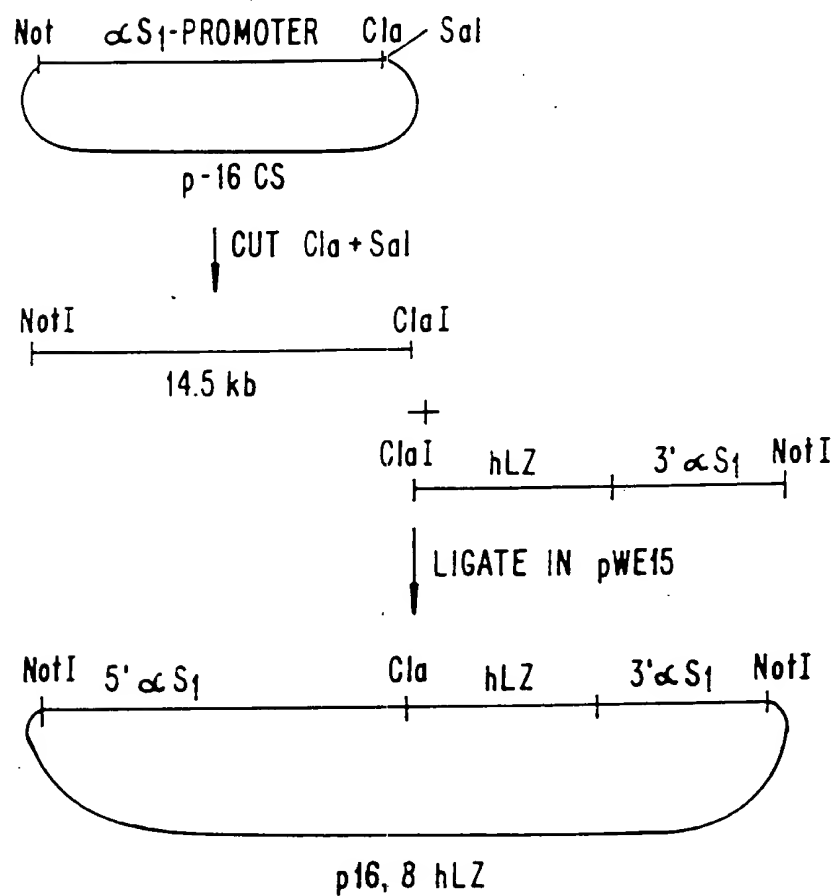 Not αS1-PROMOTER Cla Sal
p-16 CS
CUT Cla + Sal
NotI ClaI
14.5 kb
+
ClaI hLZ 3' αS1 NotI
LIGATE IN pWE15
NotI 5' αS1 Cla hLZ 3' αS1 NotI
p16, 8 hLZ